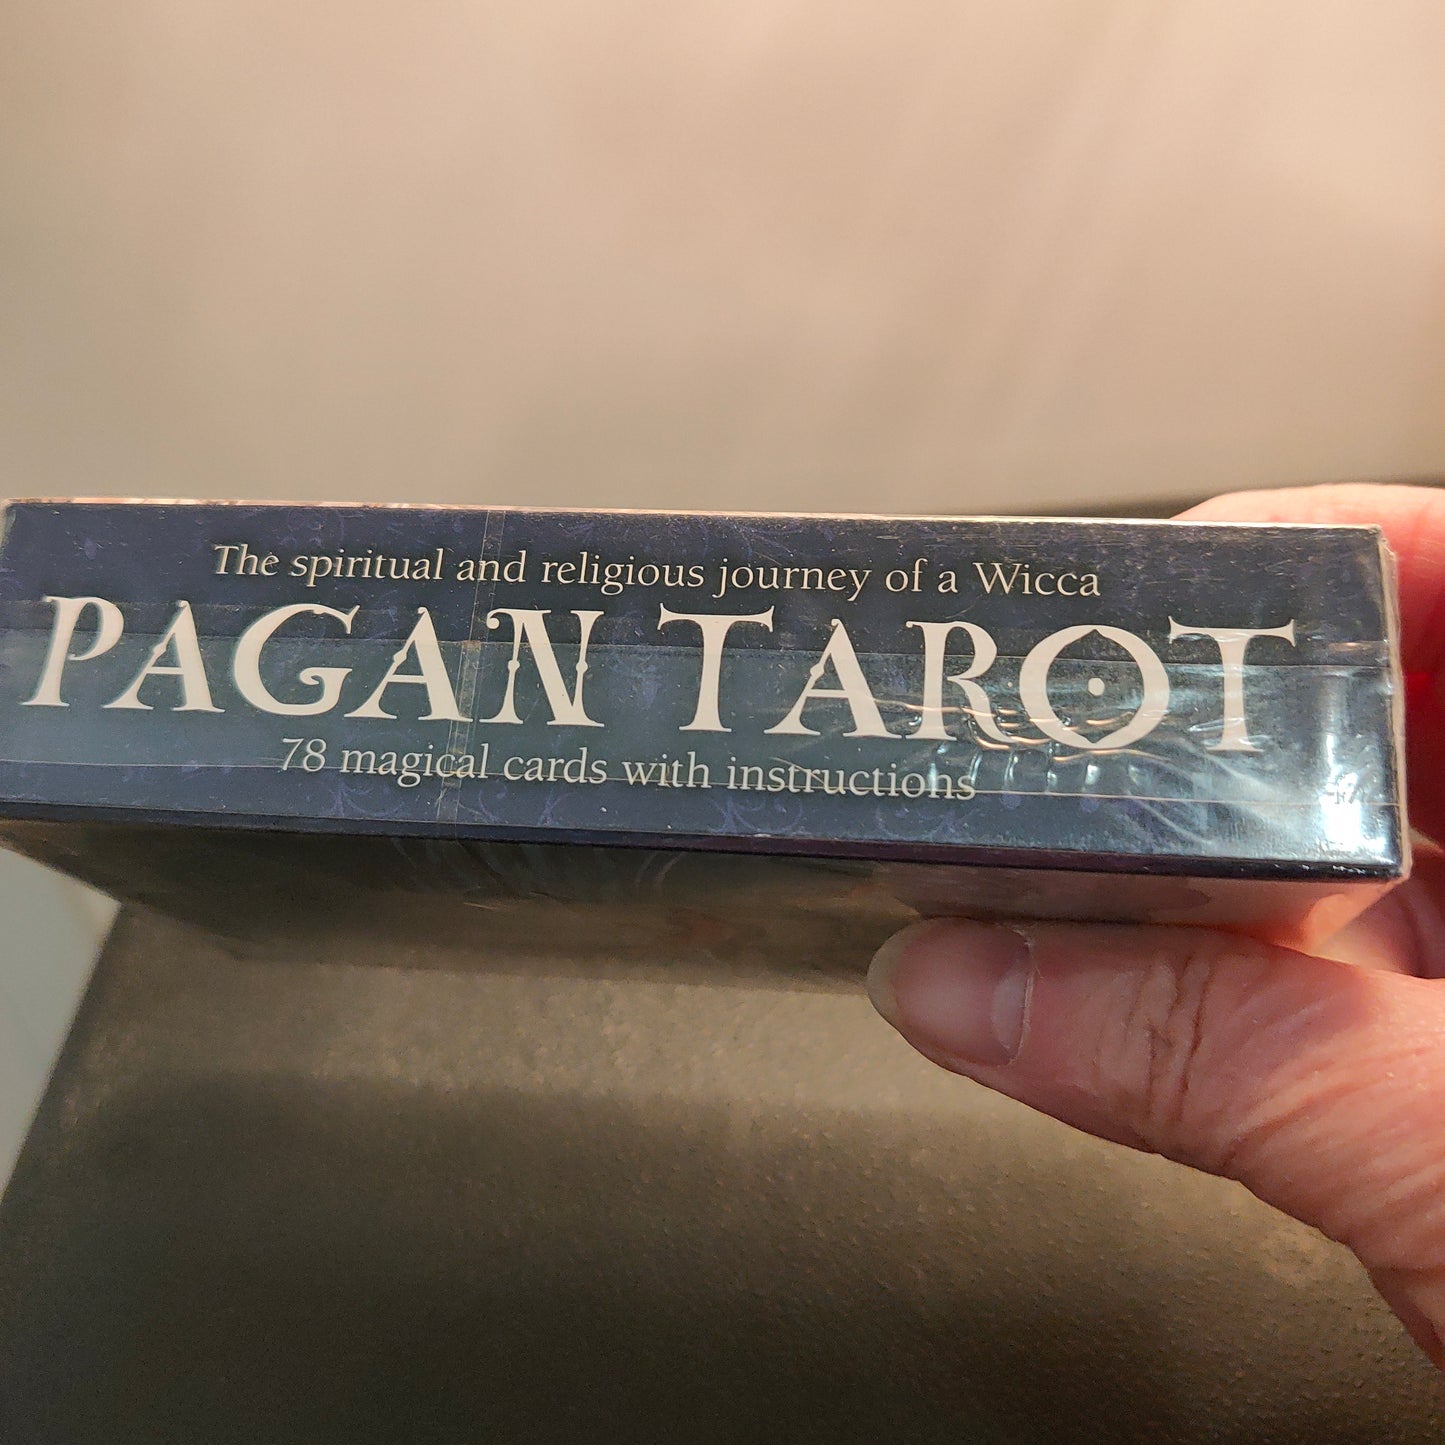 The spiritual and religious journey of a Wicca
PAGAN TAROT
78 magical cards with instructions